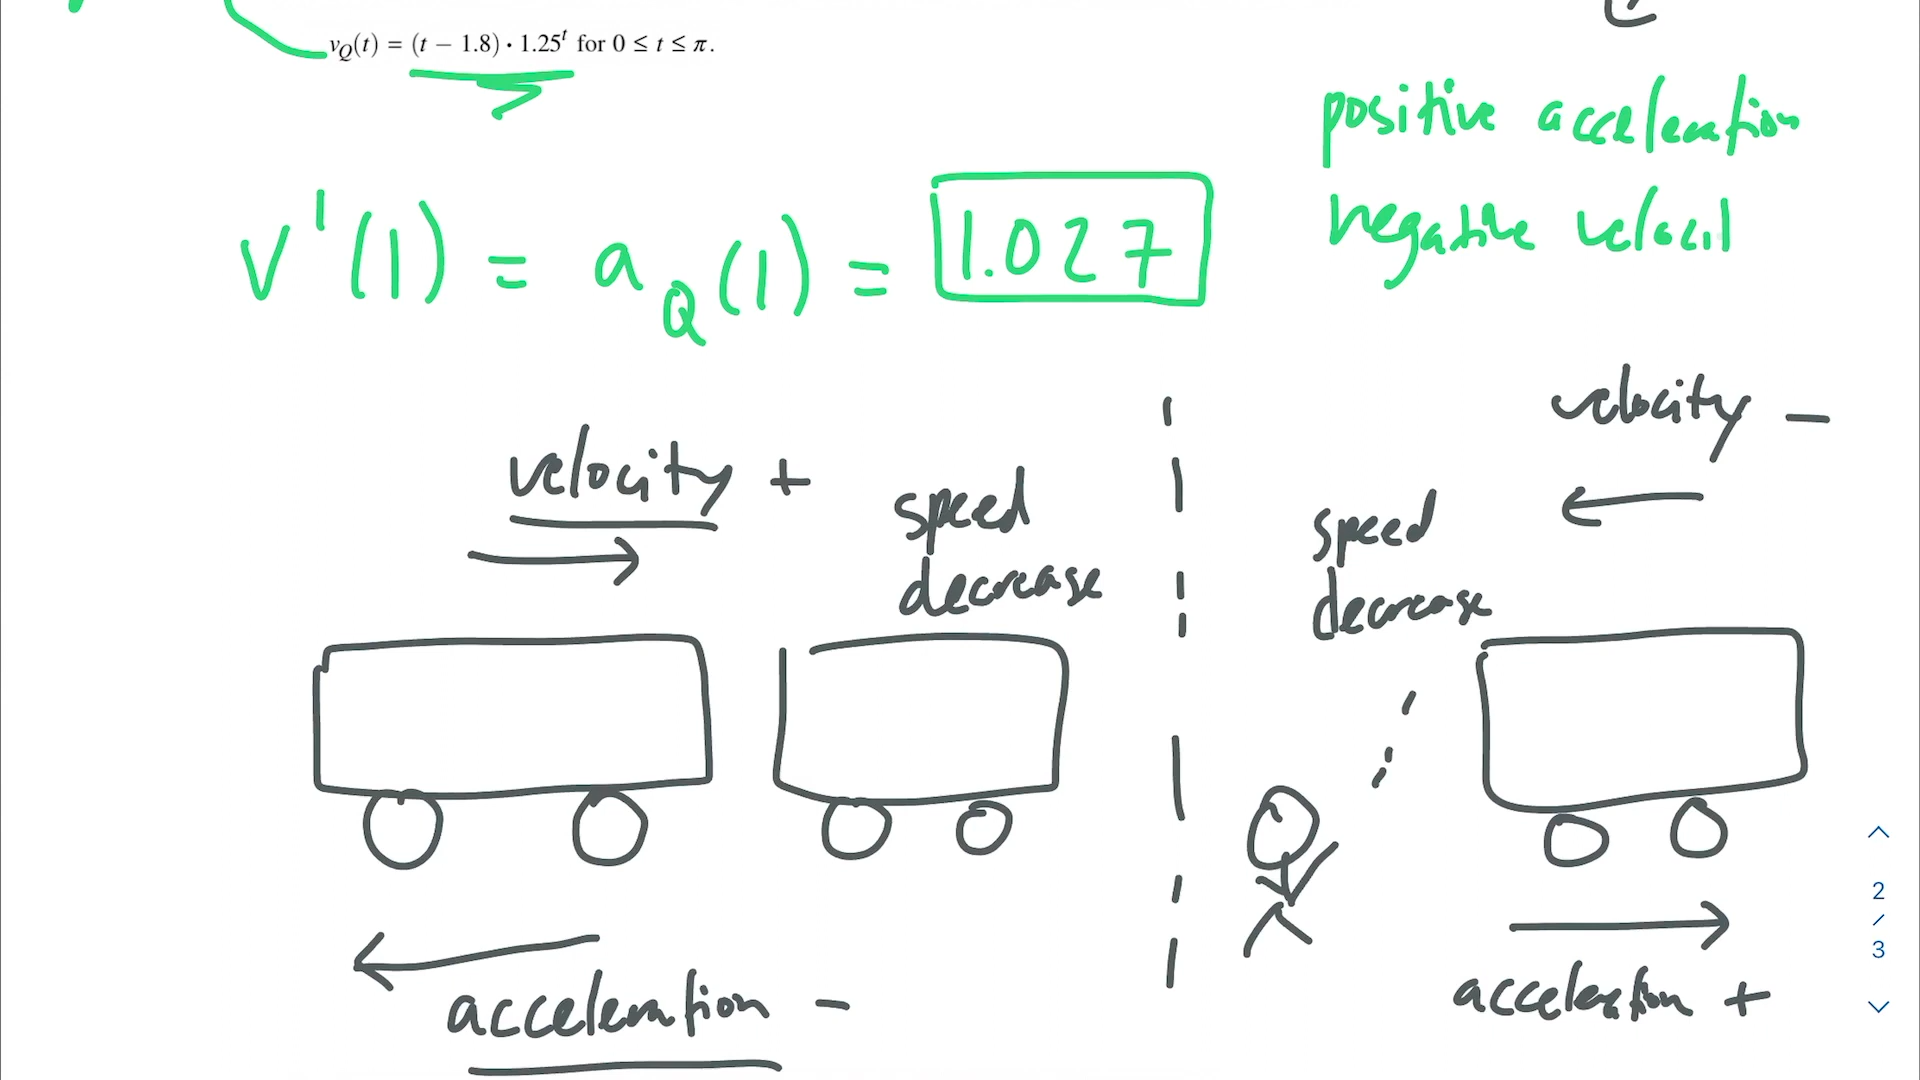 v_Q(t) = (t − 1.8) · 1.25^t for 0 ≤ t ≤ π.
positive acceleration
negative velocit
v'(1) = a_Q(1) = 1.027
velocity +
speed
decrease
velocity −
speed
decrease
acceleration −
acceleration +
2
/
3